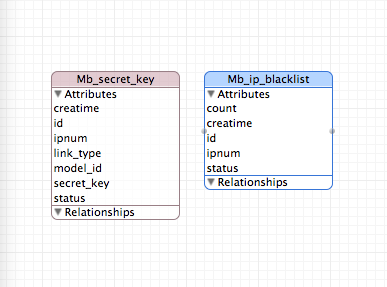 Mb_secret_key
Attributes
creatime
id
ipnum
link_type
model_id
secret_key
status
Relationships
Mb_ip_blacklist
Attributes
count
creatime
id
ipnum
status
Relationships